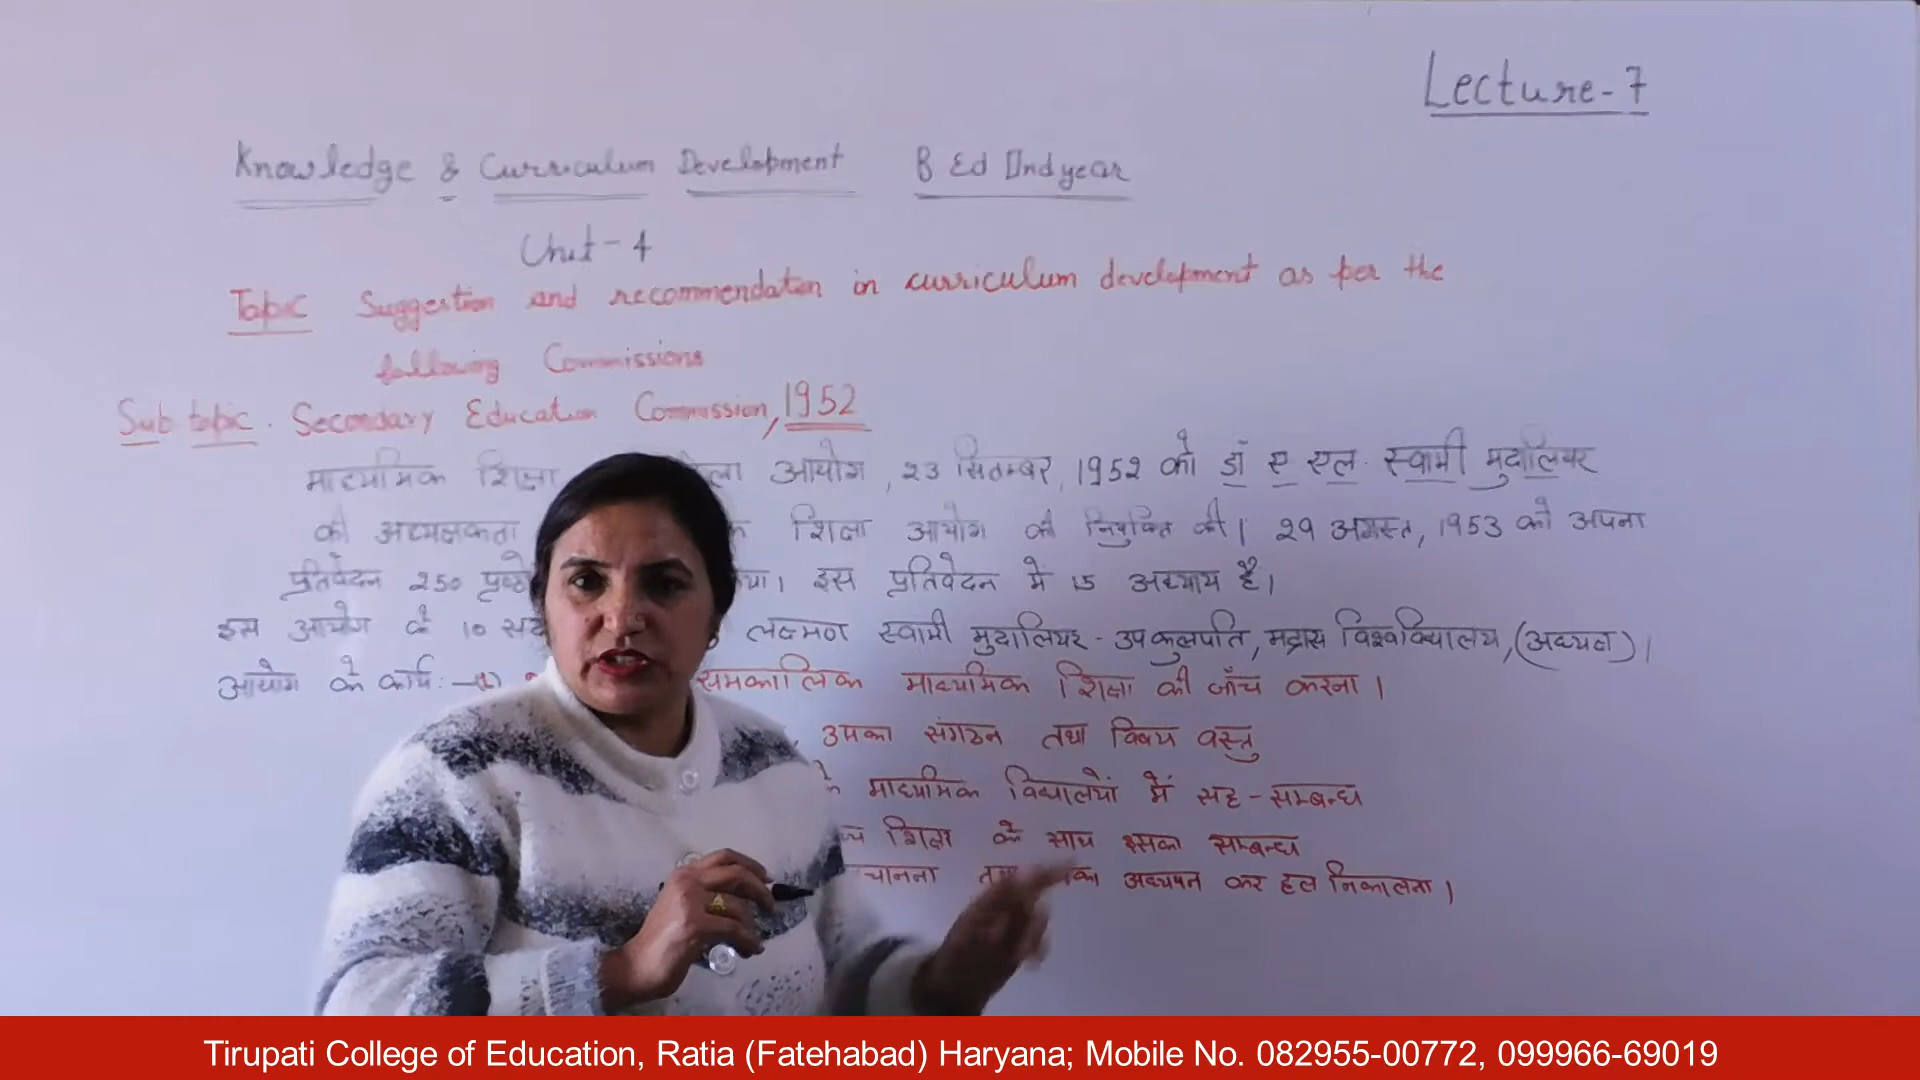 Lecture-7
Knowledge & Curriculum Development B Ed IInd year
Unit-4
Topic Suggestion and recommendation in curriculum development as per the
following Commissions
Sub topic. Secondary Education Commission, 1952
माध्यमिक शिक्षा आयोग, 23 सितम्बर, 1952 को डॉ ए एल. स्वामी मुदालियर
की अध्यक्षकता शिक्षा आयोग की नियुक्ति की। 29 अगस्त, 1953 को अपना
प्रतिवेदन 250 पृष्ठो इस प्रतिवेदन मे 15 अध्याय है।
इस आयोग के 10 लक्ष्मण स्वामी मुदालियर - उपकुलपति, मद्रास विश्वविद्यालय, (अध्यक्ष)।
आयोग के कार्य :- (1) समकालिक माध्यमिक शिक्षा की जाँच करना।
उसका संगठन तथा विषय वस्तु
माध्यमिक विद्यालयों में सह-सम्बन्ध
शिक्षा के साथ इसका सम्बन्ध
अध्ययन कर हल निकालना।
Tirupati College of Education, Ratia (Fatehabad) Haryana; Mobile No. 082955-00772, 099966-69019